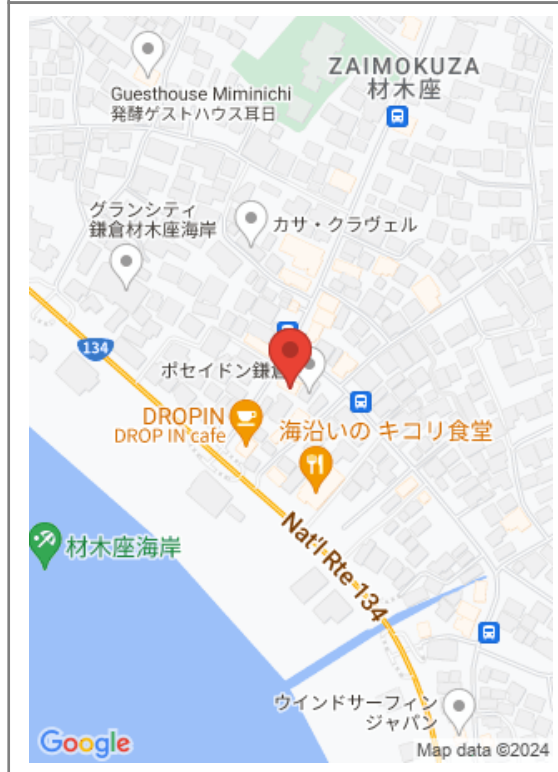 ZAIMOKUZA
材木座
Guesthouse Miminichi
発酵ゲストハウス耳日
グランシティ
鎌倉材木座海岸
カサ・クラヴェル
134
ポセイドン鎌倉
DROPIN
DROP IN cafe
海沿いの キコリ食堂
Nat'l Rte 134
材木座海岸
ウインドサーフィン
ジャパン
Google
Map data ©2024